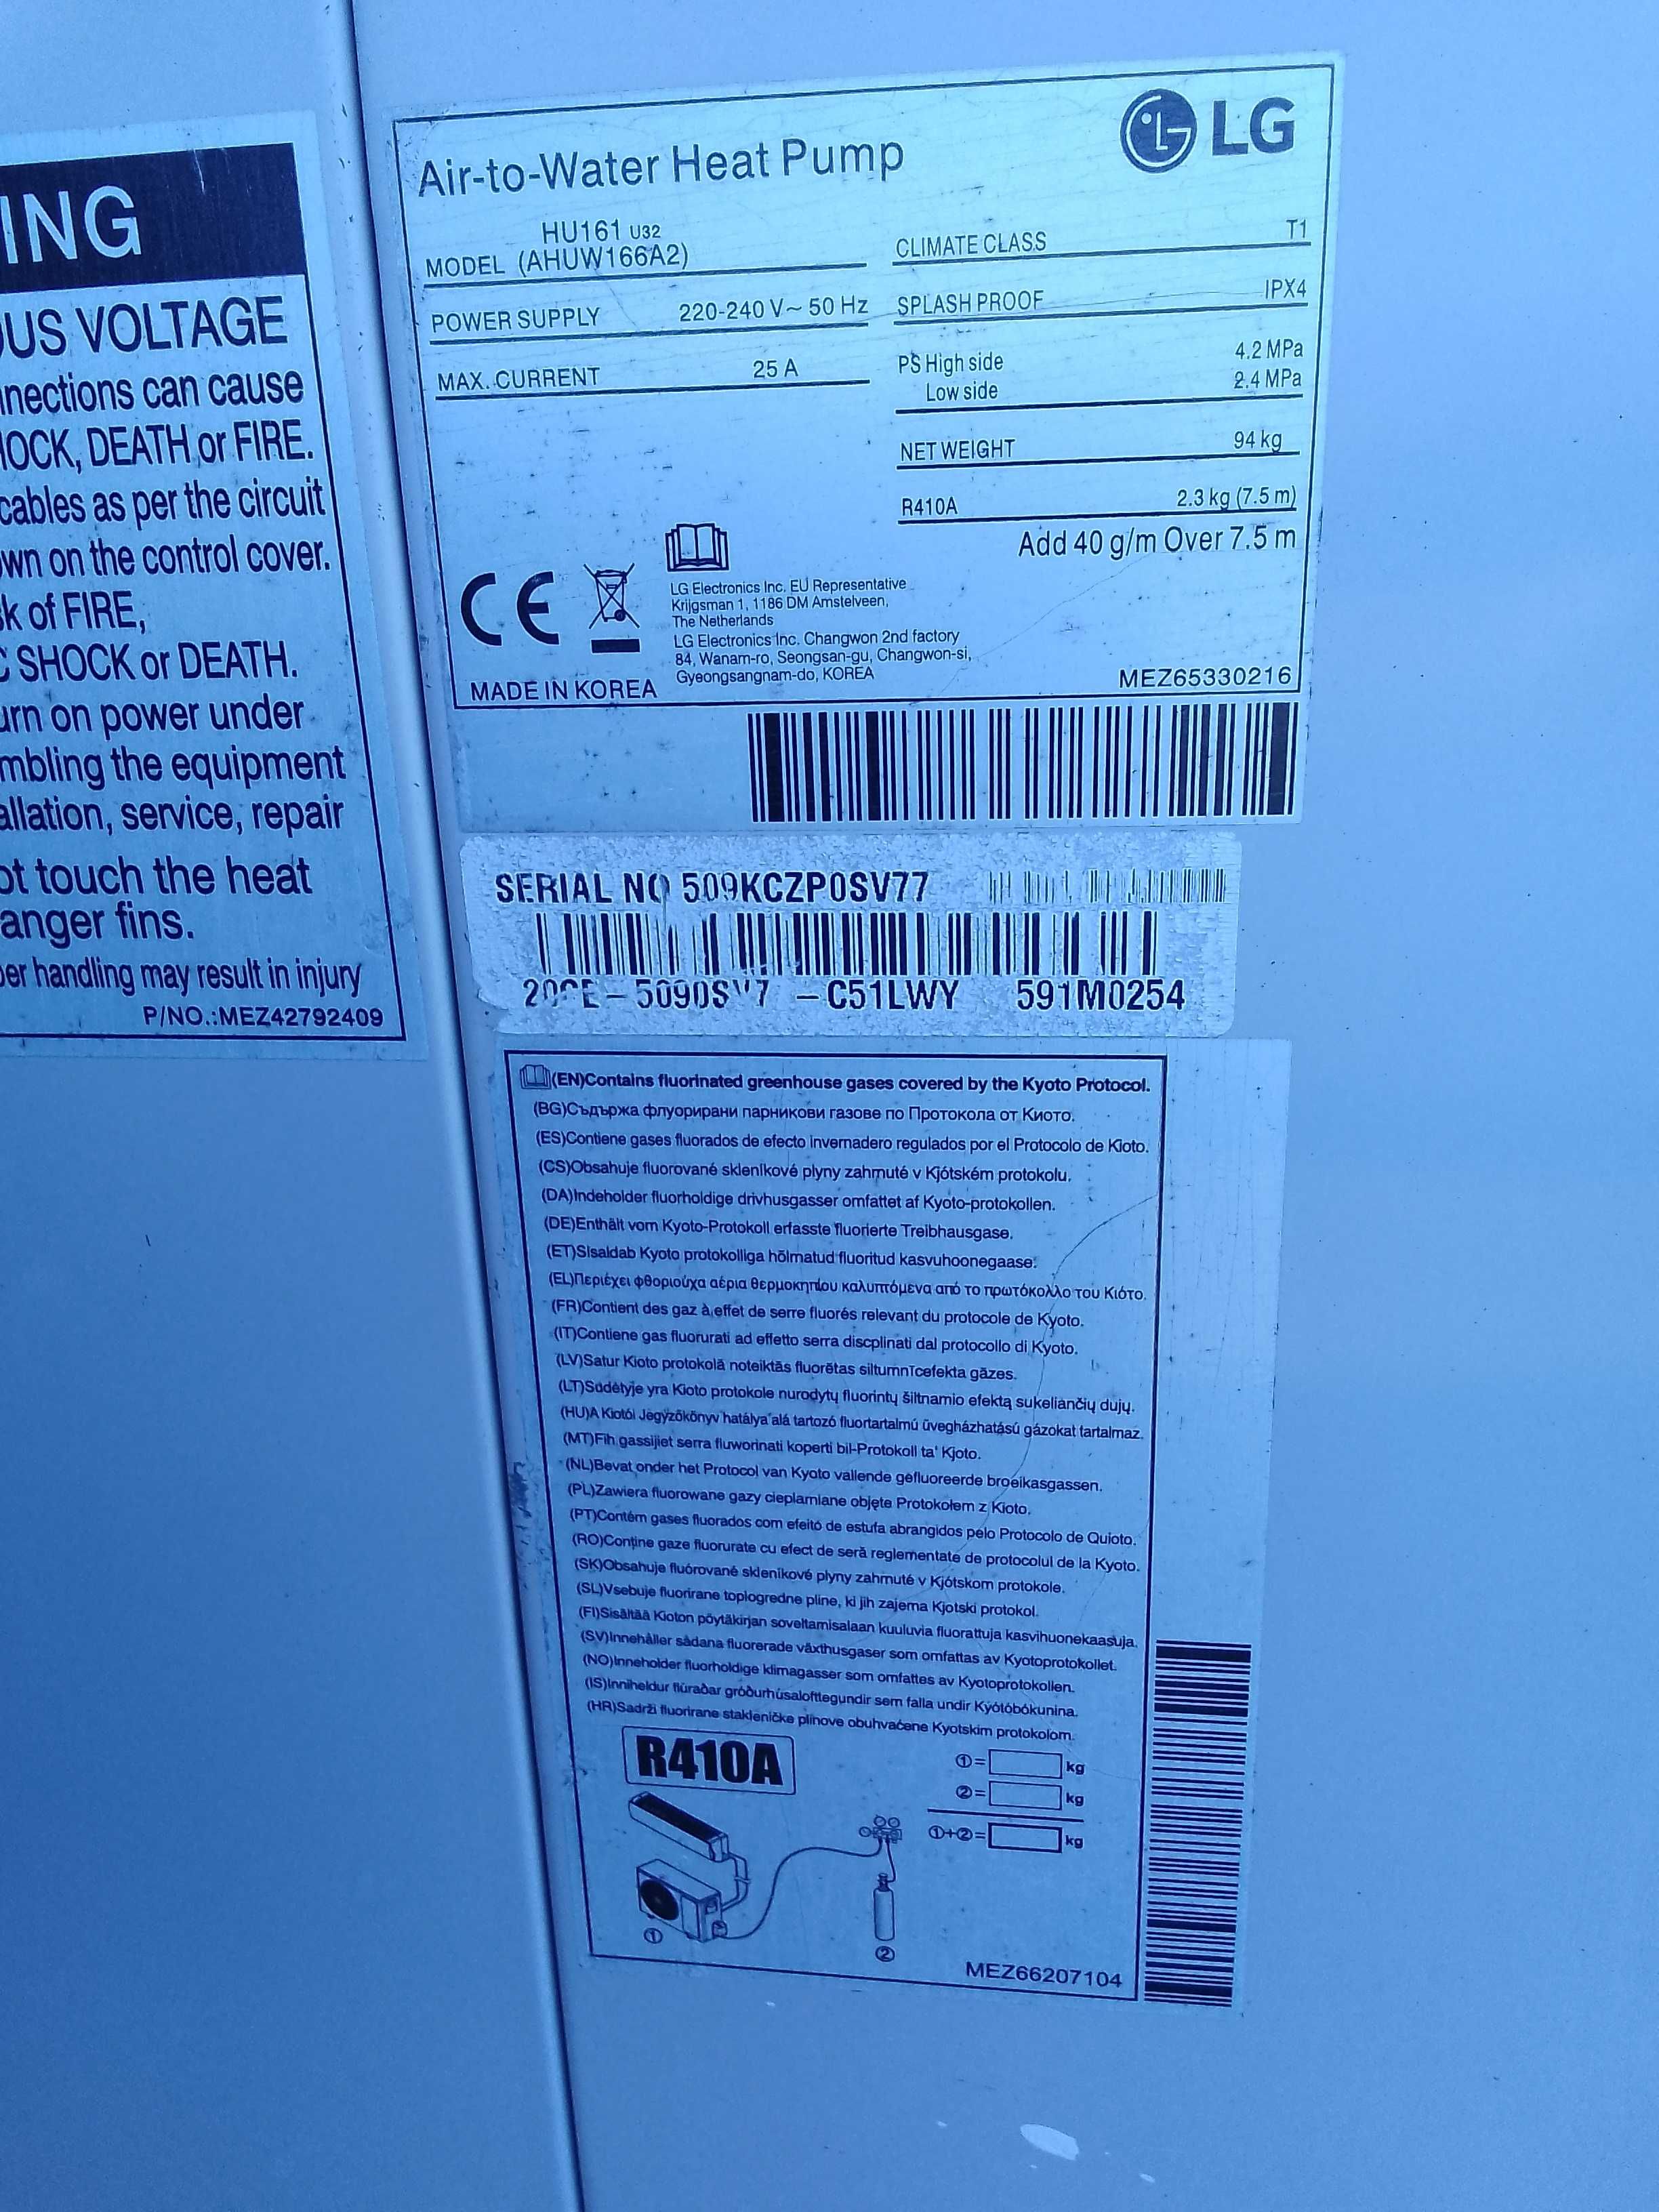 ING
OUS VOLTAGE
nnections can cause
HOCK, DEATH or FIRE.
cables as per the circuit
own on the control cover.
sk of FIRE,
C SHOCK or DEATH.
urn on power under
mbling the equipment
allation, service, repair
ot touch the heat
anger fins.
per handling may result in injury
P/NO.:MEZ42792409
LG
Air-to-Water Heat Pump
HU161 U32
MODEL (AHUW166A2)
POWER SUPPLY 220-240 V~ 50 Hz
MAX. CURRENT 25 A
CLIMATE CLASS T1
SPLASH PROOF IPX4
PS High side 4.2 MPa
Low side 2.4 MPa
NET WEIGHT 94 kg
R410A 2.3 kg (7.5 m)
Add 40 g/m Over 7.5 m
CE
LG Electronics Inc. EU Representative
Krijgsman 1, 1186 DM Amstelveen,
The Netherlands
LG Electronics Inc. Changwon 2nd factory
84, Wanam-ro, Seongsan-gu, Changwon-si,
Gyeongsangnam-do, KOREA
MADE IN KOREA
MEZ65330216
SERIAL NO 509KCZP0SV77
-C51LWY 591M0254
(EN)Contains fluorinated greenhouse gases covered by the Kyoto Protocol.
(BG)Съдържа флуорирани парникови газове по Протокола от Киото.
(ES)Contiene gases fluorados de efecto invernadero regulados por el Protocolo de Kioto.
(CS)Obsahuje fluorované skleníkové plyny zahrnuté v Kjótském protokolu.
(DA)Indeholder fluorholdige drivhusgasser omfattet af Kyoto-protokollen.
(DE)Enthält vom Kyoto-Protokoll erfasste fluorierte Treibhausgase.
(ET)Sisaldab Kyoto protokolliga hõlmatud fluoritud kasvuhoonegaase.
(EL)Περιέχει φθοριούχα αέρια θερμοκηπίου καλυπτόμενα από το πρωτόκολλο του Κιότο.
(FR)Contient des gaz à effet de serre fluorés relevant du protocole de Kyoto.
(IT)Contiene gas fluorurati ad effetto serra discplinati dal protocollo di Kyoto.
(LV)Satur Kioto protokolā noteiktās fluorētas siltumnīcefekta gāzes.
(LT)Sudėtyje yra Kioto protokole nurodytų fluorintų šiltnamio efektą sukeliančių dujų.
(HU)A Kiotói Jegyzőkönyv hatálya alá tartozó fluortartalmú üvegházhatású gázokat tartalmaz.
(MT)Fih gassijiet serra fluworinati koperti bil-Protokoll ta' Kjoto.
(NL)Bevat onder het Protocol van Kyoto vallende gefluoreerde broeikasgassen.
(PL)Zawiera fluorowane gazy cieplarniane objęte Protokołem z Kioto.
(PT)Contém gases fluorados com efeito de estufa abrangidos pelo Protocolo de Quioto.
(RO)Conține gaze fluorurate cu efect de seră reglementate de protocolul de la Kyoto.
(SK)Obsahuje fluórované skleníkové plyny zahrnuté v Kjótskom protokole.
(SL)Vsebuje fluorirane toplogredne pline, ki jih zajema Kjotski protokol.
(FI)Sisältää Kioton pöytäkirjan soveltamisalaan kuuluvia fluorattuja kasvihuonekaasuja.
(SV)Innehåller sådana fluorerade växthusgaser som omfattas av Kyotoprotokollet.
(NO)Inneholder fluorholdige klimagasser som omfattes av Kyotoprotokollen.
(IS)Inniheldur flúraðar gróðurhúsalofttegundir sem falla undir Kýótóbókunina.
(HR)Sadrži fluorirane stakleničke plinove obuhvaćene Kyotskim protokolom.
R410A
①= kg
②= kg
①+②= kg
①
②
MEZ66207104